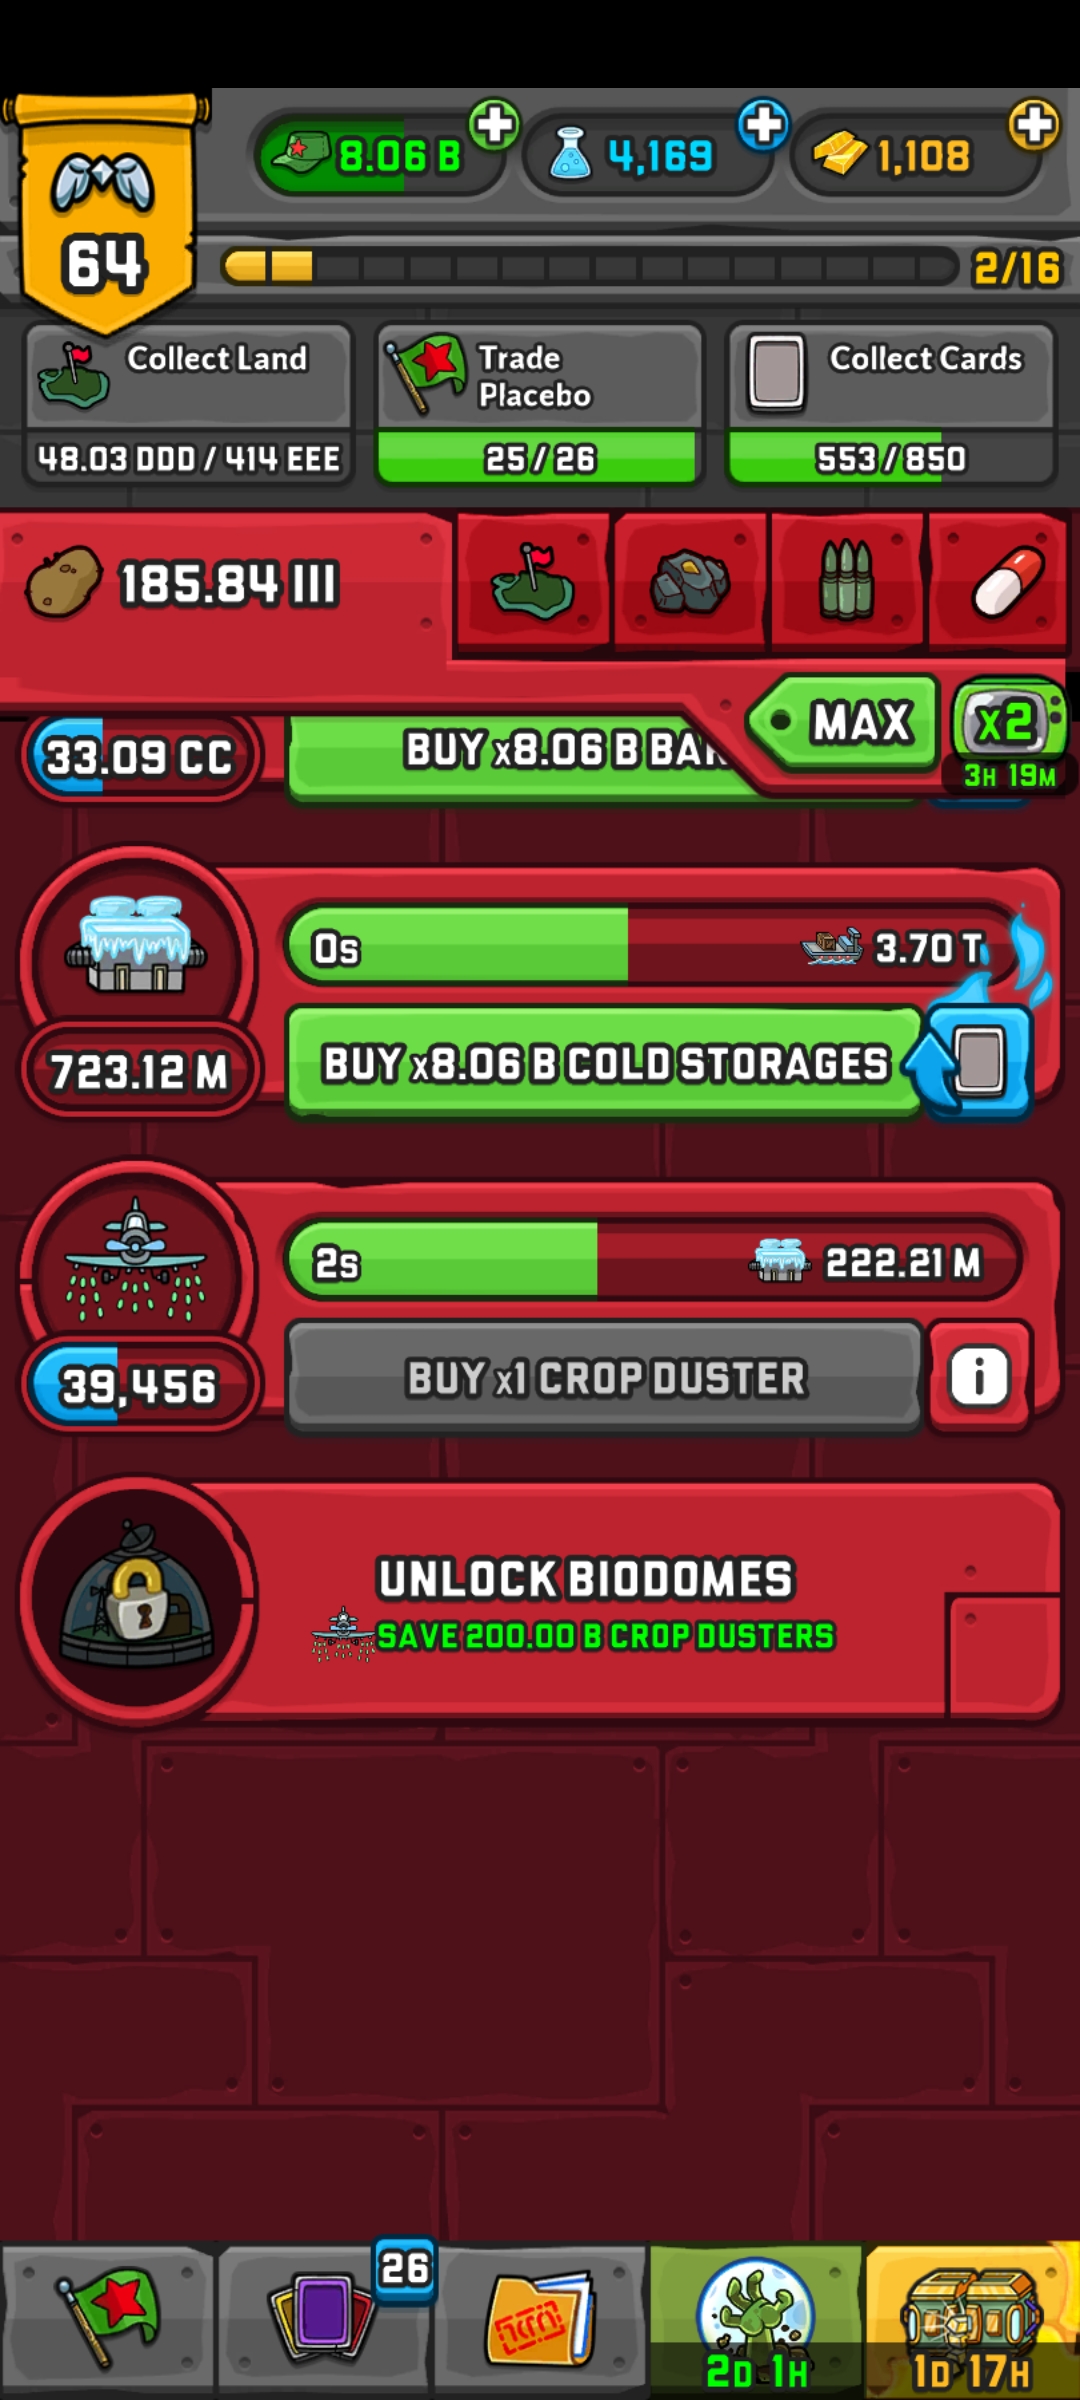 8.06 B
4,169
1,108
64
2/16
Collect Land
48.03 DDD / 414 EEE
Trade
Placebo
25 / 26
Collect Cards
553 / 850
185.84 III
MAX
x2
3H 19M
33.09 CC
BUY x8.06 B
0s
3.70 T
723.12 M
BUY x8.06 B COLD STORAGES
2s
222.21 M
39,456
BUY x1 CROP DUSTER
i
UNLOCK BIODOMES
SAVE 200.00 B CROP DUSTERS
26
2D 1H
1D 17H